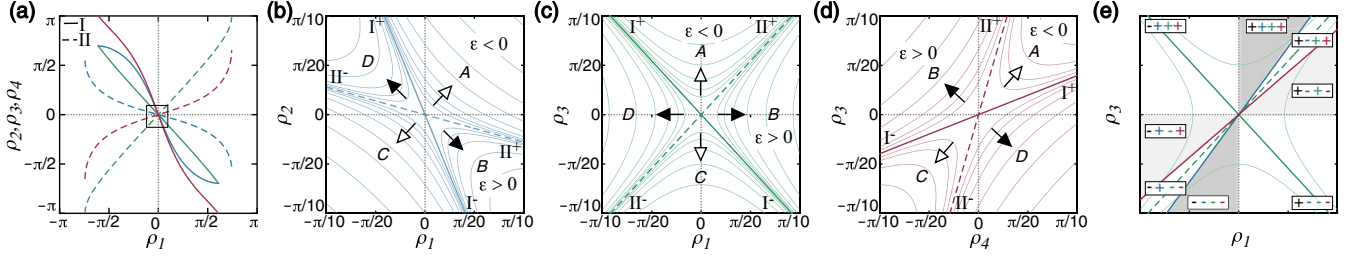 (a)
I
II
π
π/2
0
-π/2
-π
-π -π/2 0 π/2 π
ρ2,ρ3,ρ4
ρ1
(b)
π/10
π/20
0
-π/20
-π/10
-π/10 -π/20 0 π/20 π/10
ρ2
ρ1
I+
ε < 0
D
A
II-
C
B
II+
ε > 0
I-
(c)
π/10
π/20
0
-π/20
-π/10
-π/10 -π/20 0 π/20 π/10
ρ3
ρ1
I+
ε < 0
II+
A
D
B
ε > 0
C
II-
I-
(d)
π/10
π/20
0
-π/20
-π/10
-π/10 -π/20 0 π/20 π/10
ρ3
ρ4
II+
ε < 0
ε > 0
A
B
I+
I-
C
D
II-
(e)
ρ3
ρ1
-+++
++++
++-+
++-+
-+-+
-+--
----
+---